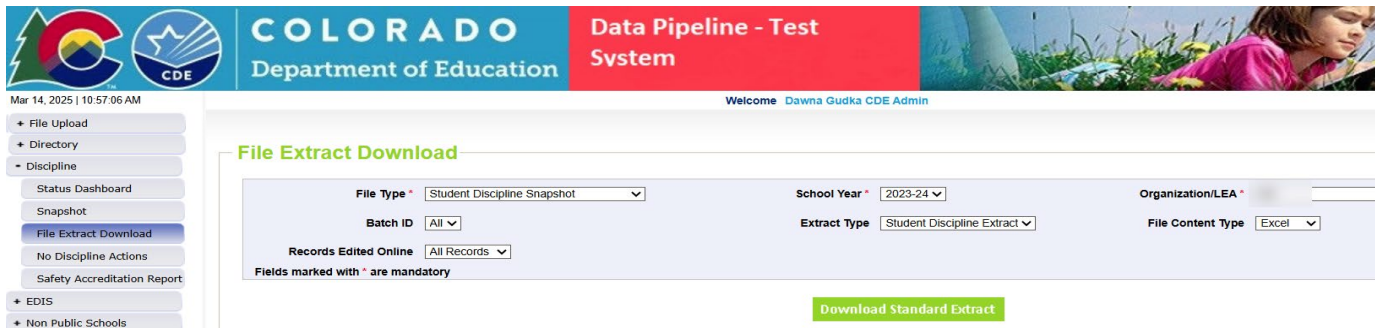 COLORADO
Department of Education
CDE
TM
Data Pipeline - Test
System
Mar 14, 2025 | 10:57:06 AM
Welcome Dawna Gudka CDE Admin
+ File Upload
+ Directory
- Discipline
Status Dashboard
Snapshot
File Extract Download
No Discipline Actions
Safety Accreditation Report
+ EDIS
+ Non Public Schools
File Extract Download
File Type * Student Discipline Snapshot School Year * 2023-24 Organization/LEA *
Batch ID All Extract Type Student Discipline Extract File Content Type Excel
Records Edited Online All Records
Fields marked with * are mandatory
Download Standard Extract